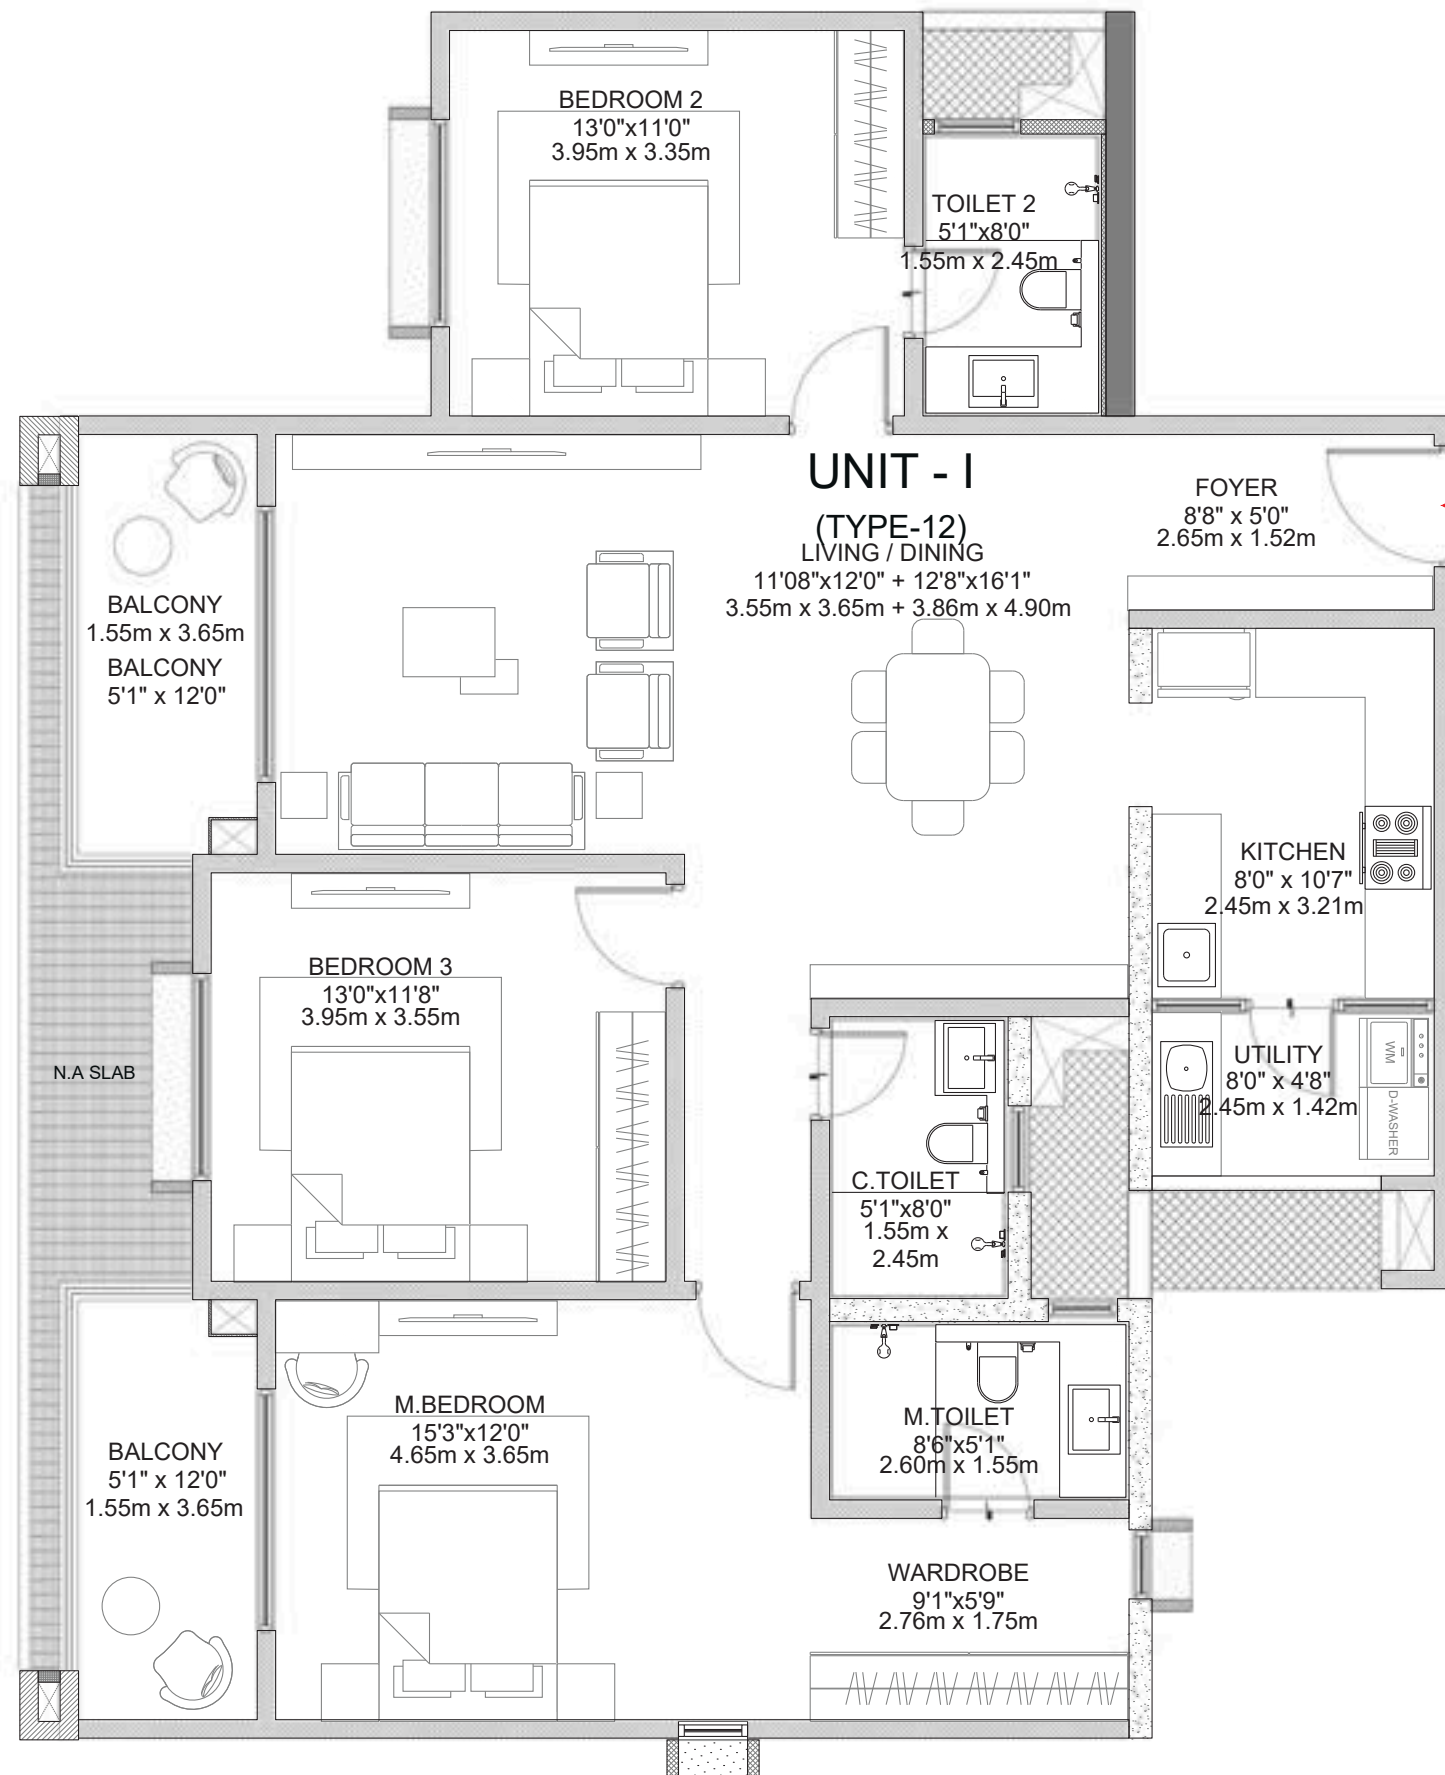 BEDROOM 2
13'0"x11'0"
3.95m x 3.35m
TOILET 2
5'1"x8'0"
1.55m x 2.45m
UNIT - I
(TYPE-12)
LIVING / DINING
11'08"x12'0" + 12'8"x16'1"
3.55m x 3.65m + 3.86m x 4.90m
FOYER
8'8" x 5'0"
2.65m x 1.52m
BALCONY
1.55m x 3.65m
BALCONY
5'1" x 12'0"
KITCHEN
8'0" x 10'7"
2.45m x 3.21m
BEDROOM 3
13'0"x11'8"
3.95m x 3.55m
N.A SLAB
UTILITY
8'0" x 4'8"
2.45m x 1.42m
WM
D-WASHER
C.TOILET
5'1"x8'0"
1.55m x
2.45m
M.BEDROOM
15'3"x12'0"
4.65m x 3.65m
M.TOILET
8'6"x5'1"
2.60m x 1.55m
BALCONY
5'1" x 12'0"
1.55m x 3.65m
WARDROBE
9'1"x5'9"
2.76m x 1.75m